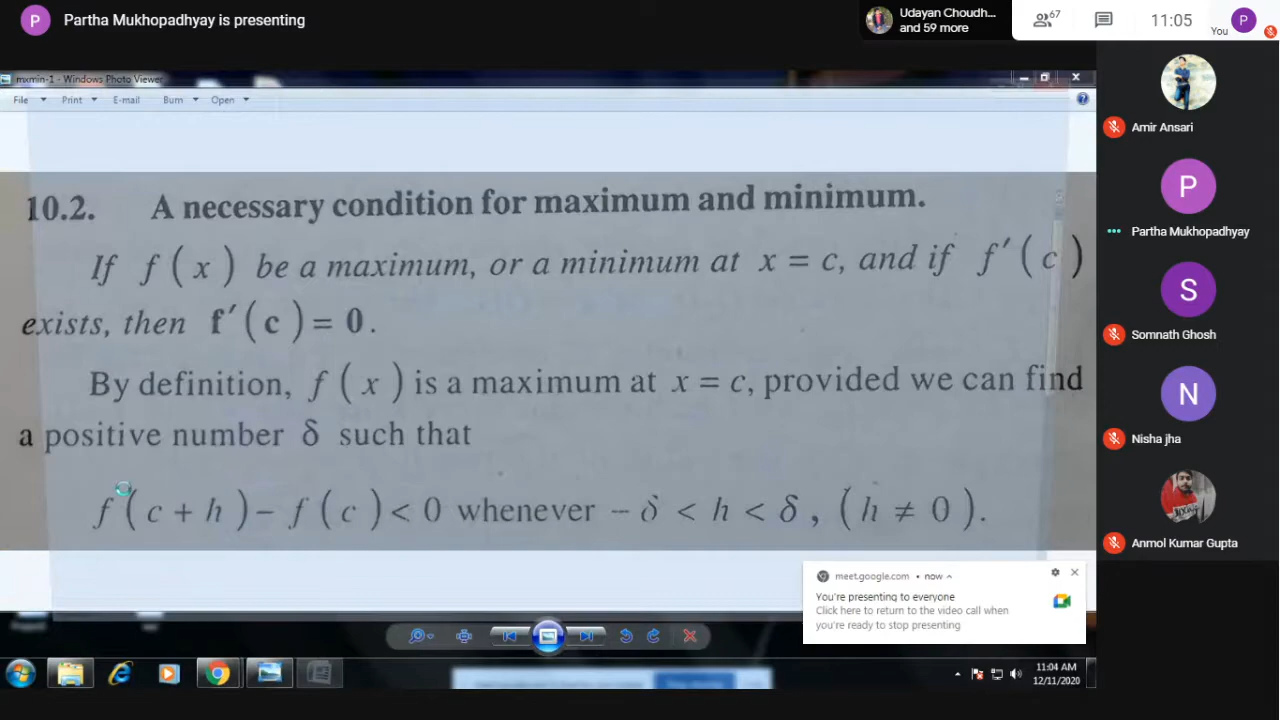 P Partha Mukhopadhyay is presenting
Udayan Choudh...
and 59 more
67
11:05
You
P
mxmin-1 - Windows Photo Viewer
File Print E-mail Burn Open
10.2. A necessary condition for maximum and minimum.
If f ( x ) be a maximum, or a minimum at x = c, and if f′ ( c )
exists, then f′ ( c ) = 0 .
By definition, f ( x ) is a maximum at x = c, provided we can find
a positive number δ such that
f ( c + h ) – f ( c ) < 0 whenever – δ < h < δ , ( h ≠ 0 ).
meet.google.com • now
You're presenting to everyone
Click here to return to the video call when
you're ready to stop presenting
11:04 AM
12/11/2020
Amir Ansari
P
Partha Mukhopadhyay
S
Somnath Ghosh
N
Nisha jha
Anmol Kumar Gupta